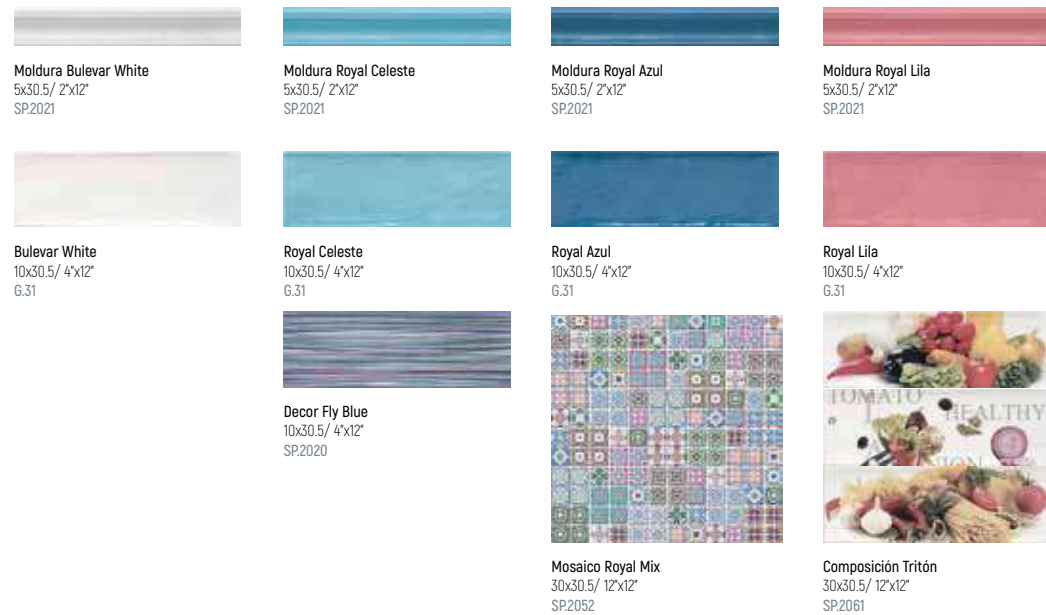 Moldura Bulevar White
5x30.5/ 2"x12"
SP.2021
Moldura Royal Celeste
5x30.5/ 2"x12"
SP.2021
Moldura Royal Azul
5x30.5/ 2"x12"
SP.2021
Moldura Royal Lila
5x30.5/ 2"x12"
SP.2021
Bulevar White
10x30.5/ 4"x12"
G.31
Royal Celeste
10x30.5/ 4"x12"
G.31
Royal Azul
10x30.5/ 4"x12"
G.31
Royal Lila
10x30.5/ 4"x12"
G.31
Decor Fly Blue
10x30.5/ 4"x12"
SP.2020
Mosaico Royal Mix
30x30.5/ 12"x12"
SP.2052
TOMATO
HEALTHY
Composición Tritón
30x30.5/ 12"x12"
SP.2061